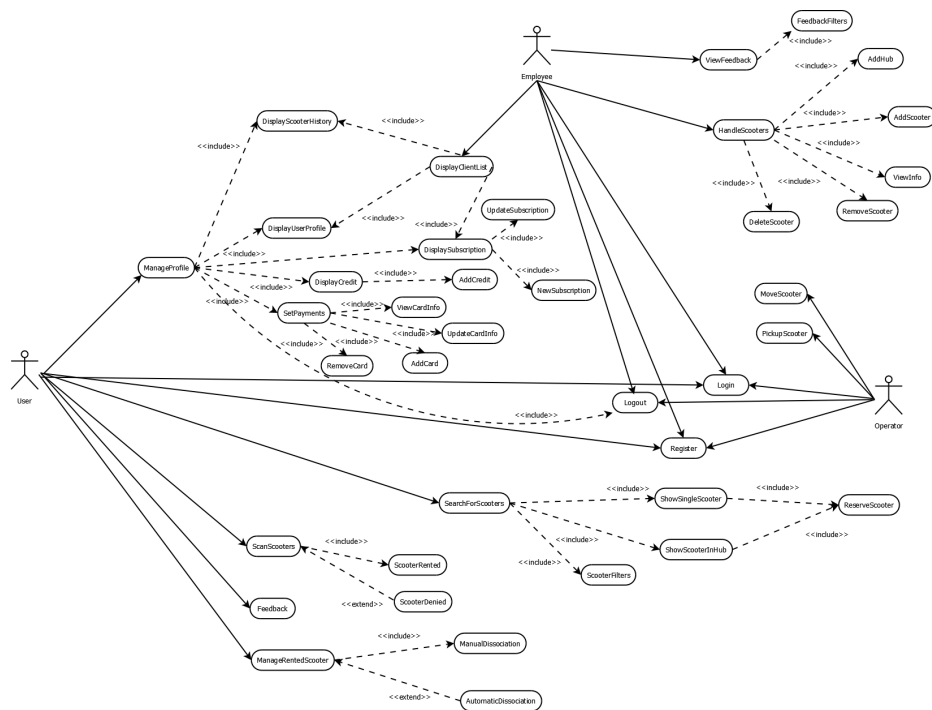 FeedbackFilters
<<include>>
ViewFeedback
Employee
<<include>>
AddHub
DisplayScooterHistory
<<include>>
<<include>>
AddScooter
HandleScooters
<<include>>
<<include>>
DisplayClientList
<<include>>
ViewInfo
<<include>>
<<include>>
UpdateSubscription
RemoveScooter
DeleteScooter
<<include>>
DisplayUserProfile
<<include>>
<<include>>
DisplaySubscription
<<include>>
<<include>>
ManageProfile
<<include>>
DisplayCredit
<<include>>
AddCredit
NewSubscription
MoveScooter
<<include>>
<<include>>
ViewCardInfo
SetPayments
<<include>>
UpdateCardInfo
PickupScooter
<<include>>
<<include>>
RemoveCard
AddCard
User
Login
Logout
<<include>>
Operator
Register
SearchForScooters
<<include>>
ShowSingleScooter
<<include>>
ReserveScooter
<<include>>
<<include>>
<<include>>
ScanScooters
<<include>>
ShowScooterInHub
ScooterRented
ScooterFilters
Feedback
<<extend>>
ScooterDenied
<<include>>
ManualDissociation
ManageRentedScooter
<<extend>>
AutomaticDissociation